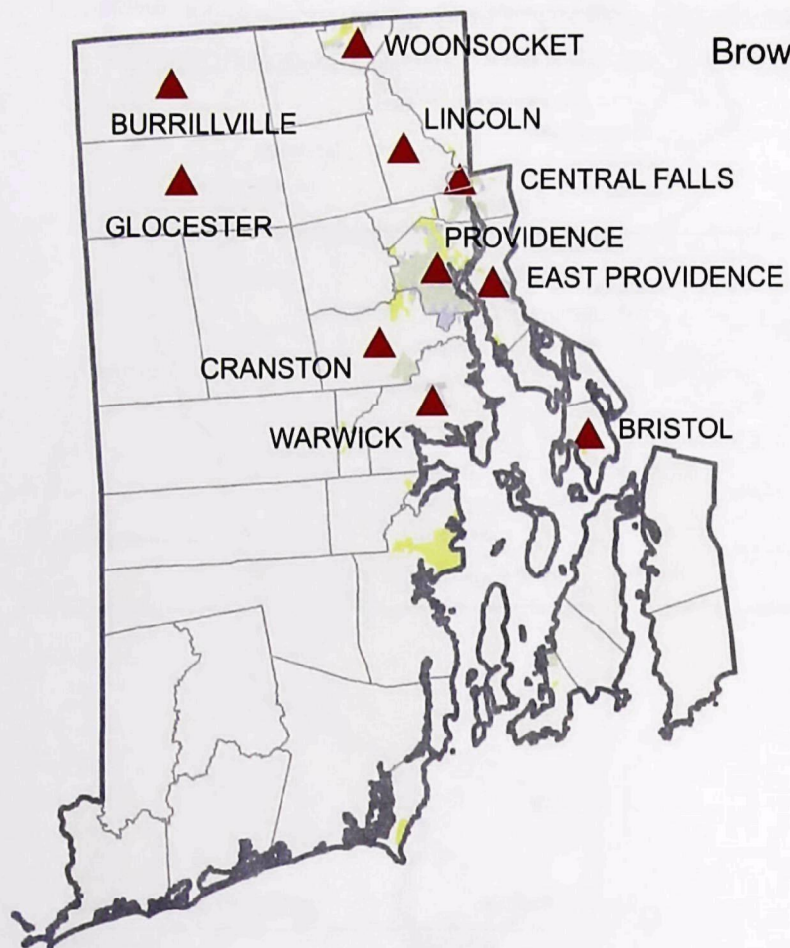 WOONSOCKET
Brow
BURRILLVILLE
LINCOLN
CENTRAL FALLS
GLOCESTER
PROVIDENCE
EAST PROVIDENCE
CRANSTON
WARWICK
BRISTOL